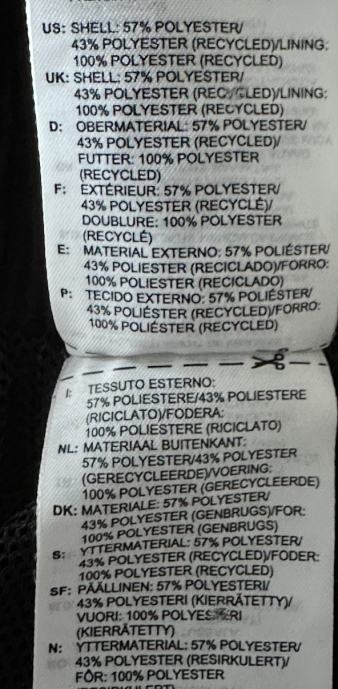 US: SHELL: 57% POLYESTER/
43% POLYESTER (RECYCLED)/LINING:
100% POLYESTER (RECYCLED)
UK: SHELL: 57% POLYESTER/
43% POLYESTER (RECYCLED)/LINING:
100% POLYESTER (RECYCLED)
D: OBERMATERIAL: 57% POLYESTER/
43% POLYESTER (RECYCLED)/
FUTTER: 100% POLYESTER
(RECYCLED)
F: EXTÉRIEUR: 57% POLYESTER/
43% POLYESTER (RECYCLÉ)/
DOUBLURE: 100% POLYESTER
(RECYCLÉ)
E: MATERIAL EXTERNO: 57% POLIÉSTER/
43% POLIESTER (RECICLADO)/FORRO:
100% POLIÉSTER (RECICLADO)
P: TECIDO EXTERNO: 57% POLIÉSTER/
43% POLIÉSTER (RECYCLED)/FORRO:
100% POLIÉSTER (RECYCLED)
I: TESSUTO ESTERNO:
57% POLIESTERE/43% POLIESTERE
(RICICLATO)/FODERA:
100% POLIESTERE (RICICLATO)
NL: MATERIAAL BUITENKANT:
57% POLYESTER/43% POLYESTER
(GERECYCLEERDE)/VOERING:
100% POLYESTER (GERECYCLEERDE)
DK: MATERIALE: 57% POLYESTER/
43% POLYESTER (GENBRUGS)/FOR:
100% POLYESTER (GENBRUGS)
S: YTTERMATERIAL: 57% POLYESTER/
43% POLYESTER (RECYCLED)/FODER:
100% POLYESTER (RECYCLED)
SF: PÄÄLLINEN: 57% POLYESTERI/
43% POLYESTERI (KIERRÄTETTY)/
VUORI: 100% POLYESTERI
(KIERRÄTETTY)
N: YTTERMATERIAL: 57% POLYESTER/
43% POLYESTER (RESIRKULERT)/
FÔR: 100% POLYESTER